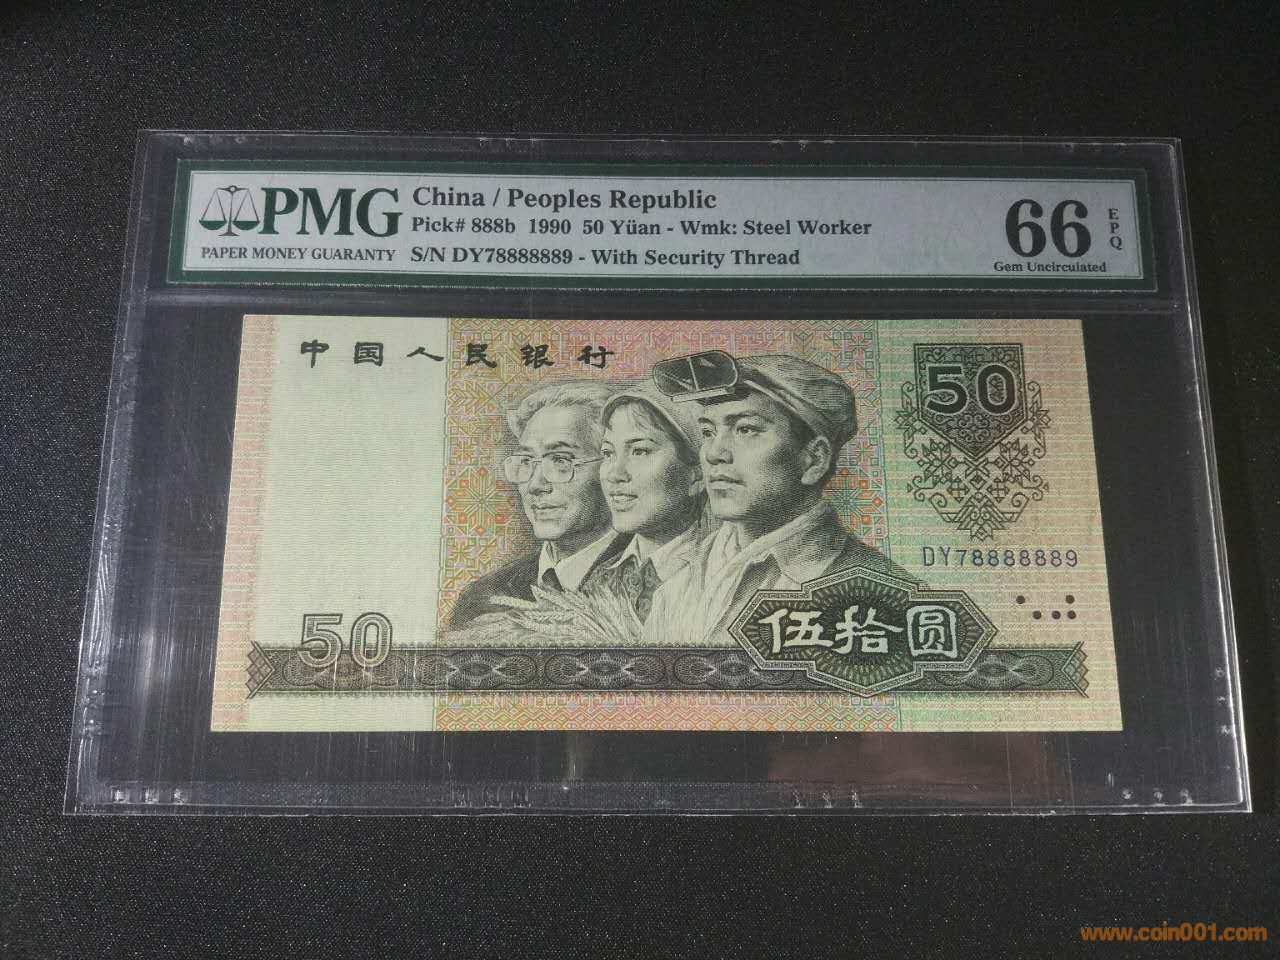 PMG
PAPER MONEY GUARANTY
China / Peoples Republic
Pick# 888b 1990 50 Yüan - Wmk: Steel Worker
S/N DY78888889 - With Security Thread
66
EPQ
Gem Uncirculated
中国人民银行
50
DY78888889
50
伍拾圆
www.coin001.com